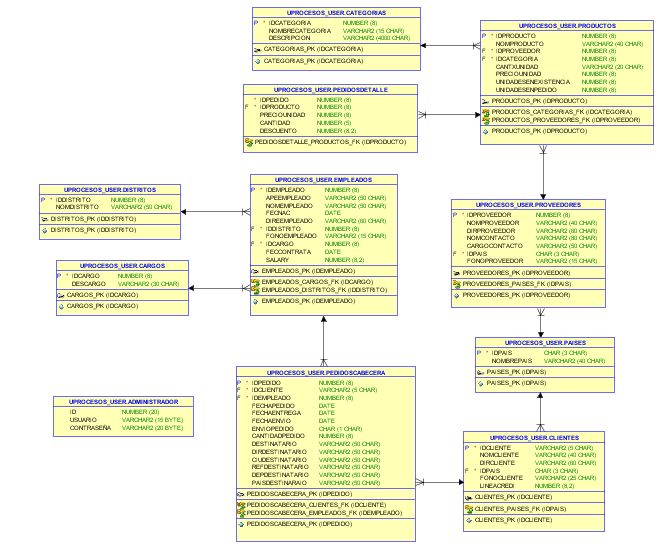 UPROCESOS_USER.CATEGORIAS
P * IDCATEGORIA NUMBER (8)
NOMBRECATEGORIA VARCHAR2 (15 CHAR)
DESCRIPCION VARCHAR2 (4000 CHAR)
CATEGORIAS_PK (IDCATEGORIA)
CATEGORIAS_PK (IDCATEGORIA)
UPROCESOS_USER.PRODUCTOS
P * IDPRODUCTO NUMBER (8)
NOMPRODUCTO VARCHAR2 (40 CHAR)
F * IDPROVEEDOR NUMBER (8)
F * IDCATEGORIA NUMBER (8)
CANTXUNIDAD VARCHAR2 (20 CHAR)
PRECIOUNIDAD NUMBER (8)
UNIDADESENEXISTENCIA NUMBER (8)
UNIDADESENPEDIDO NUMBER (8)
PRODUCTOS_PK (IDPRODUCTO)
PRODUCTOS_CATEGORIAS_FK (IDCATEGORIA)
PRODUCTOS_PROVEEDORES_FK (IDPROVEEDOR)
PRODUCTOS_PK (IDPRODUCTO)
UPROCESOS_USER.PEDIDOSDETALLE
* IDPEDIDO NUMBER (8)
F * IDPRODUCTO NUMBER (8)
PRECIOUNIDAD NUMBER (8)
CANTIDAD NUMBER (5)
DESCUENTO NUMBER (8,2)
PEDIDOSDETALLE_PRODUCTOS_FK (IDPRODUCTO)
UPROCESOS_USER.DISTRITOS
P * IDDISTRITO NUMBER (8)
NOMDISTRITO VARCHAR2 (50 CHAR)
DISTRITOS_PK (IDDISTRITO)
DISTRITOS_PK (IDDISTRITO)
UPROCESOS_USER.EMPLEADOS
P * IDEMPLEADO NUMBER (8)
APEEMPLEADO VARCHAR2 (50 CHAR)
NOMEMPLEADO VARCHAR2 (50 CHAR)
FECNAC DATE
DIREEMPLEADO VARCHAR2 (60 CHAR)
F * IDDISTRITO NUMBER (8)
FONOEMPLEADO VARCHAR2 (15 CHAR)
F * IDCARGO NUMBER (8)
FECCONTRATA DATE
SALARY NUMBER (8,2)
EMPLEADOS_PK (IDEMPLEADO)
EMPLEADOS_CARGOS_FK (IDCARGO)
EMPLEADOS_DISTRITOS_FK (IDDISTRITO)
EMPLEADOS_PK (IDEMPLEADO)
UPROCESOS_USER.PROVEEDORES
P * IDPROVEEDOR NUMBER (8)
NOMPROVEEDOR VARCHAR2 (40 CHAR)
DIRPROVEEDOR VARCHAR2 (60 CHAR)
NOMCONTACTO VARCHAR2 (80 CHAR)
CARGOCONTACTO VARCHAR2 (50 CHAR)
F * IDPAIS CHAR (3 CHAR)
FONOPROVEEDOR VARCHAR2 (15 CHAR)
PROVEEDORES_PK (IDPROVEEDOR)
PROVEEDORES_PAISES_FK (IDPAIS)
PROVEEDORES_PK (IDPROVEEDOR)
UPROCESOS_USER.CARGOS
P * IDCARGO NUMBER (8)
DESCARGO VARCHAR2 (30 CHAR)
CARGOS_PK (IDCARGO)
CARGOS_PK (IDCARGO)
UPROCESOS_USER.PAISES
P * IDPAIS CHAR (3 CHAR)
NOMBREPAIS VARCHAR2 (40 CHAR)
PAISES_PK (IDPAIS)
PAISES_PK (IDPAIS)
UPROCESOS_USER.ADMINISTRADOR
ID NUMBER (20)
USUARIO VARCHAR2 (15 BYTE)
CONTRASEÑA VARCHAR2 (20 BYTE)
UPROCESOS_USER.PEDIDOSCABECERA
P * IDPEDIDO NUMBER (8)
F * IDCLIENTE VARCHAR2 (5 CHAR)
F * IDEMPLEADO NUMBER (8)
FECHAPEDIDO DATE
FECHAENTREGA DATE
FECHAENVIO DATE
ENVIOPEDIDO CHAR (1 CHAR)
CANTIDADPEDIDO NUMBER (8)
DESTINATARIO VARCHAR2 (50 CHAR)
DIRDESTINATARIO VARCHAR2 (50 CHAR)
CIUDESTINATARIO VARCHAR2 (50 CHAR)
REFDESTINATARIO VARCHAR2 (50 CHAR)
DEPDESTINATARIO VARCHAR2 (50 CHAR)
PAISDESTINARAIO VARCHAR2 (50 CHAR)
PEDIDOSCABECERA_PK (IDPEDIDO)
PEDIDOSCABECERA_CLIENTES_FK (IDCLIENTE)
PEDIDOSCABECERA_EMPLEADOS_FK (IDEMPLEADO)
PEDIDOSCABECERA_PK (IDPEDIDO)
UPROCESOS_USER.CLIENTES
P * IDCLIENTE VARCHAR2 (5 CHAR)
NOMCLIENTE VARCHAR2 (40 CHAR)
DIRCLIENTE VARCHAR2 (60 CHAR)
F * IDPAIS CHAR (3 CHAR)
FONOCLIENTE VARCHAR2 (25 CHAR)
LINEACREDI NUMBER (8,2)
CLIENTES_PK (IDCLIENTE)
CLIENTES_PAISES_FK (IDPAIS)
CLIENTES_PK (IDCLIENTE)